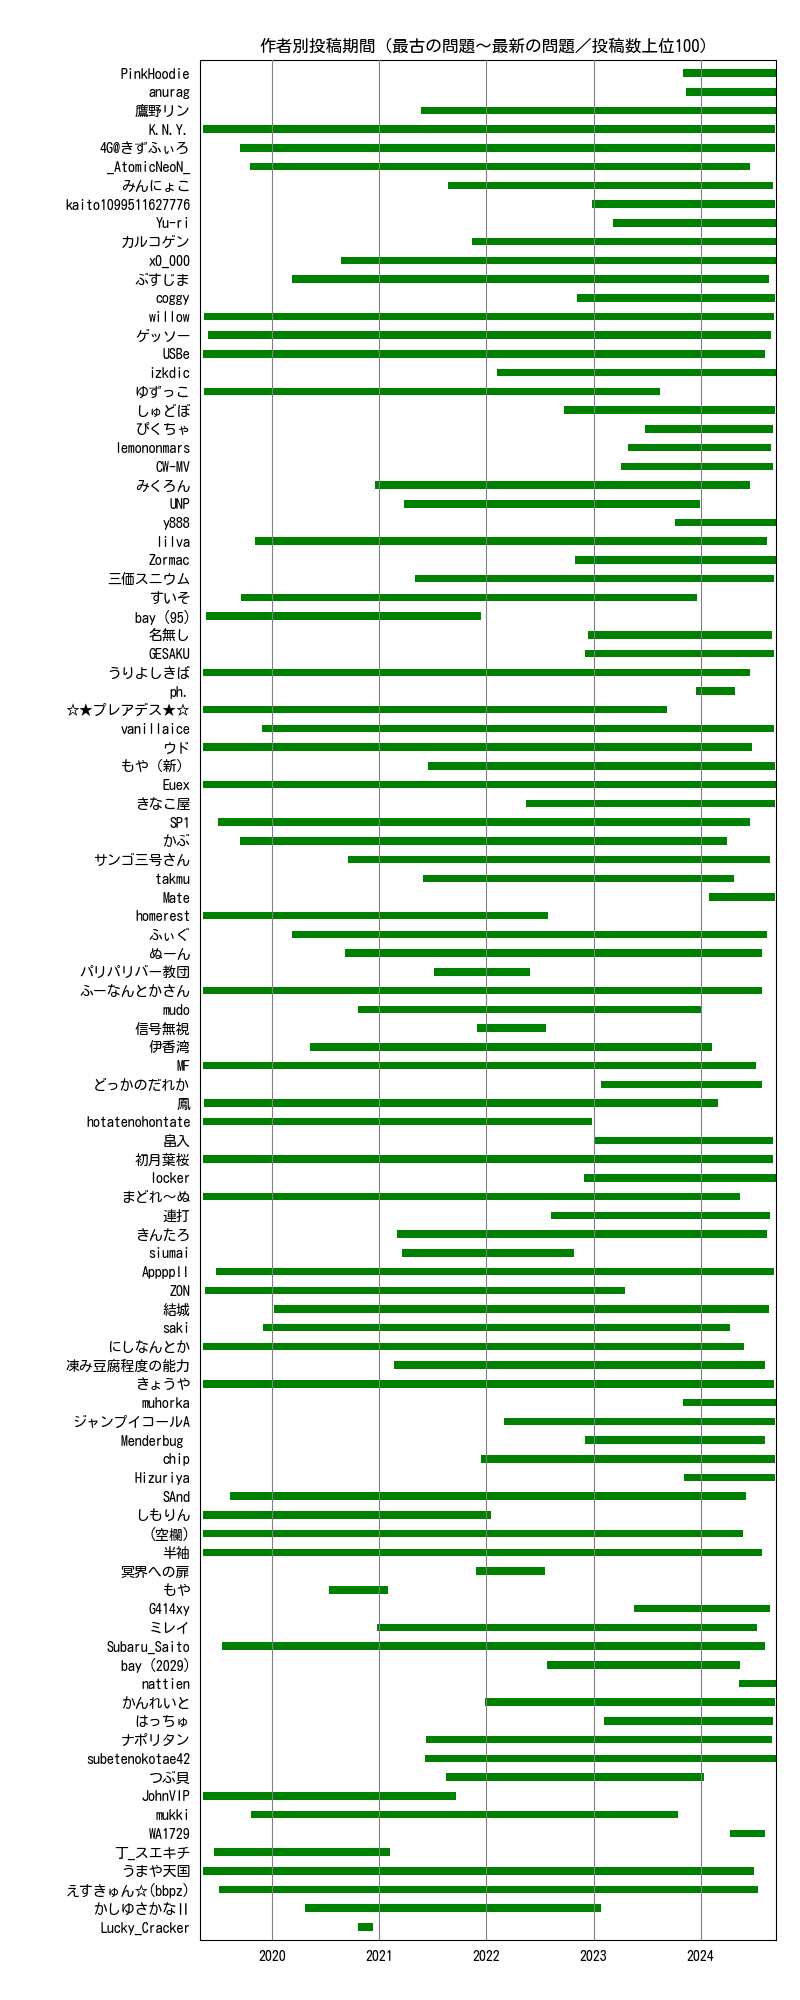 作者別投稿期間（最古の問題～最新の問題／投稿数上位100）
PinkHoodie
anurag
鷹野リン
K.N.Y.
4G@きずふぃろ
_AtomicNeoN_
みんにょこ
kaito1099511627776
Yu-ri
カルコゲン
x0_000
ぶすじま
coggy
willow
ゲッソー
USBe
izkdic
ゆずっこ
しゅどぼ
ぴくちゃ
lemononmars
CW-MV
みくろん
UNP
y888
lilva
Zormac
三価スニウム
すいそ
bay (95)
名無し
GESAKU
うりよしきば
ph.
☆★プレアデス★☆
vanillaice
ウド
もや（新）
Euex
きなこ屋
SP1
かぶ
サンゴ三号さん
takmu
Mate
homerest
ふぃぐ
ぬーん
パリパリバー教団
ふーなんとかさん
mudo
信号無視
伊香湾
MF
どっかのだれか
鳳
hotatenohontate
畠入
初月葉桜
locker
まどれ～ぬ
連打
きんたろ
siumai
Appppll
ZON
結城
saki
にしなんとか
凍み豆腐程度の能力
きょうや
muhorka
ジャンプイコールA
Menderbug
chip
Hizuriya
SAnd
しもりん
(空欄)
半袖
冥界への扉
もや
G414xy
ミレイ
Subaru_Saito
bay (2029)
nattien
かんれいと
はっちゅ
ナポリタン
subetenokotae42
つぶ貝
JohnVIP
mukki
WA1729
丁_スエキチ
うまや天国
えすきゅん☆(bbpz)
かしゆさかなII
Lucky_Cracker
2020 2021 2022 2023 2024